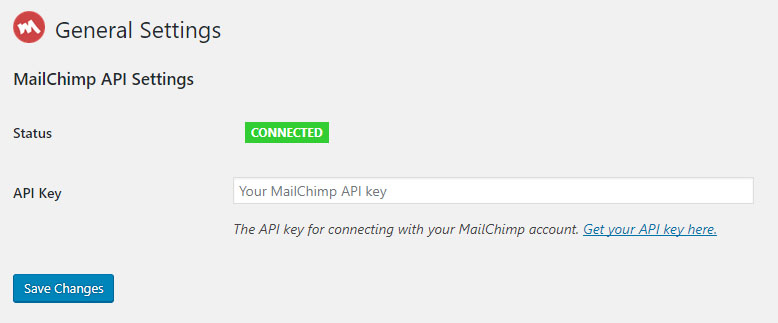 General Settings
MailChimp API Settings
Status
CONNECTED
API Key
Your MailChimp API key
The API key for connecting with your MailChimp account. Get your API key here.
Save Changes